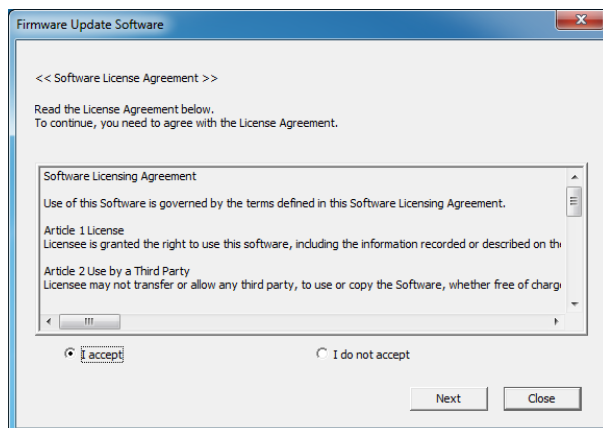 Firmware Update Software
<< Software License Agreement >>
Read the License Agreement below.
To continue, you need to agree with the License Agreement.
Software Licensing Agreement
Use of this Software is governed by the terms defined in this Software Licensing Agreement.
Article 1 License
Licensee is granted the right to use this software, including the information recorded or described on the
Article 2 Use by a Third Party
Licensee may not transfer or allow any third party, to use or copy the Software, whether free of charge
I accept
I do not accept
Next
Close